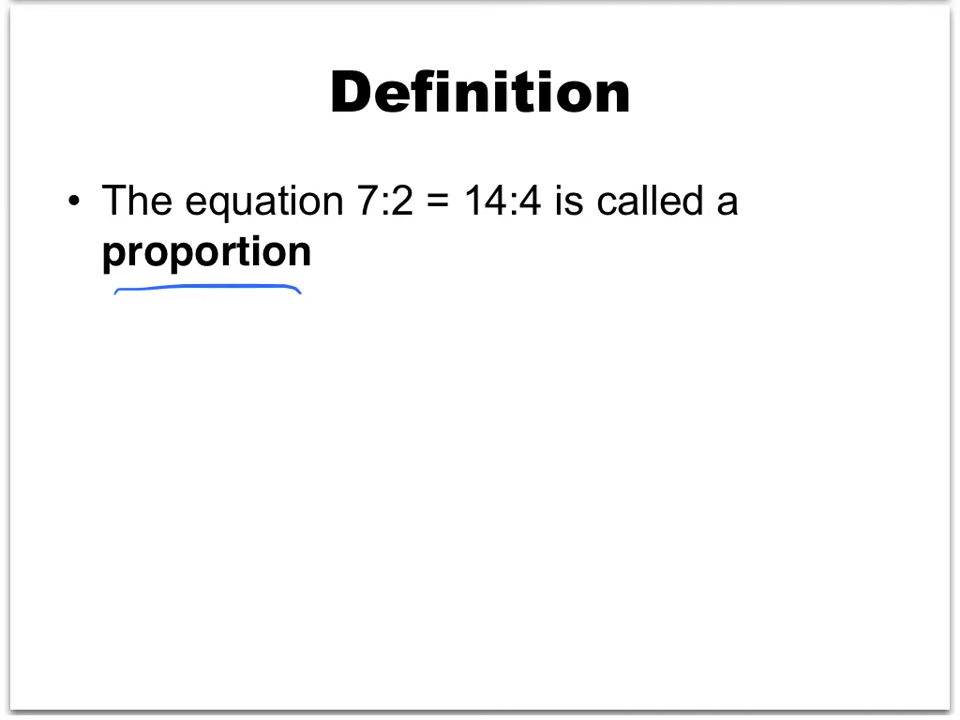 Definition
• The equation 7:2 = 14:4 is called a
proportion